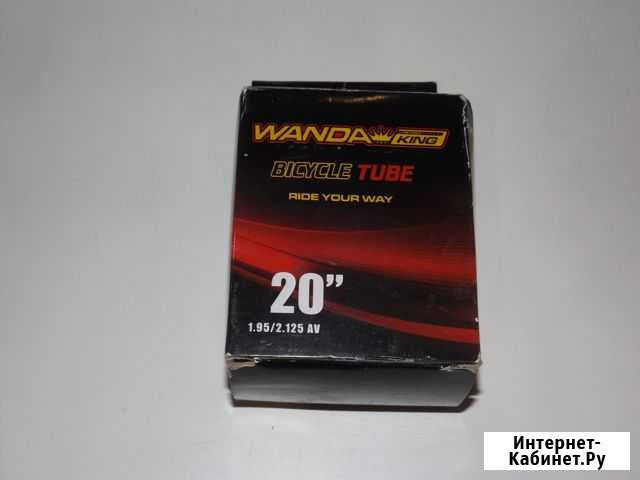 WANDA KING
BICYCLE TUBE
RIDE YOUR WAY
20”
1.95/2.125 AV
Интернет-
Кабинет.Ру